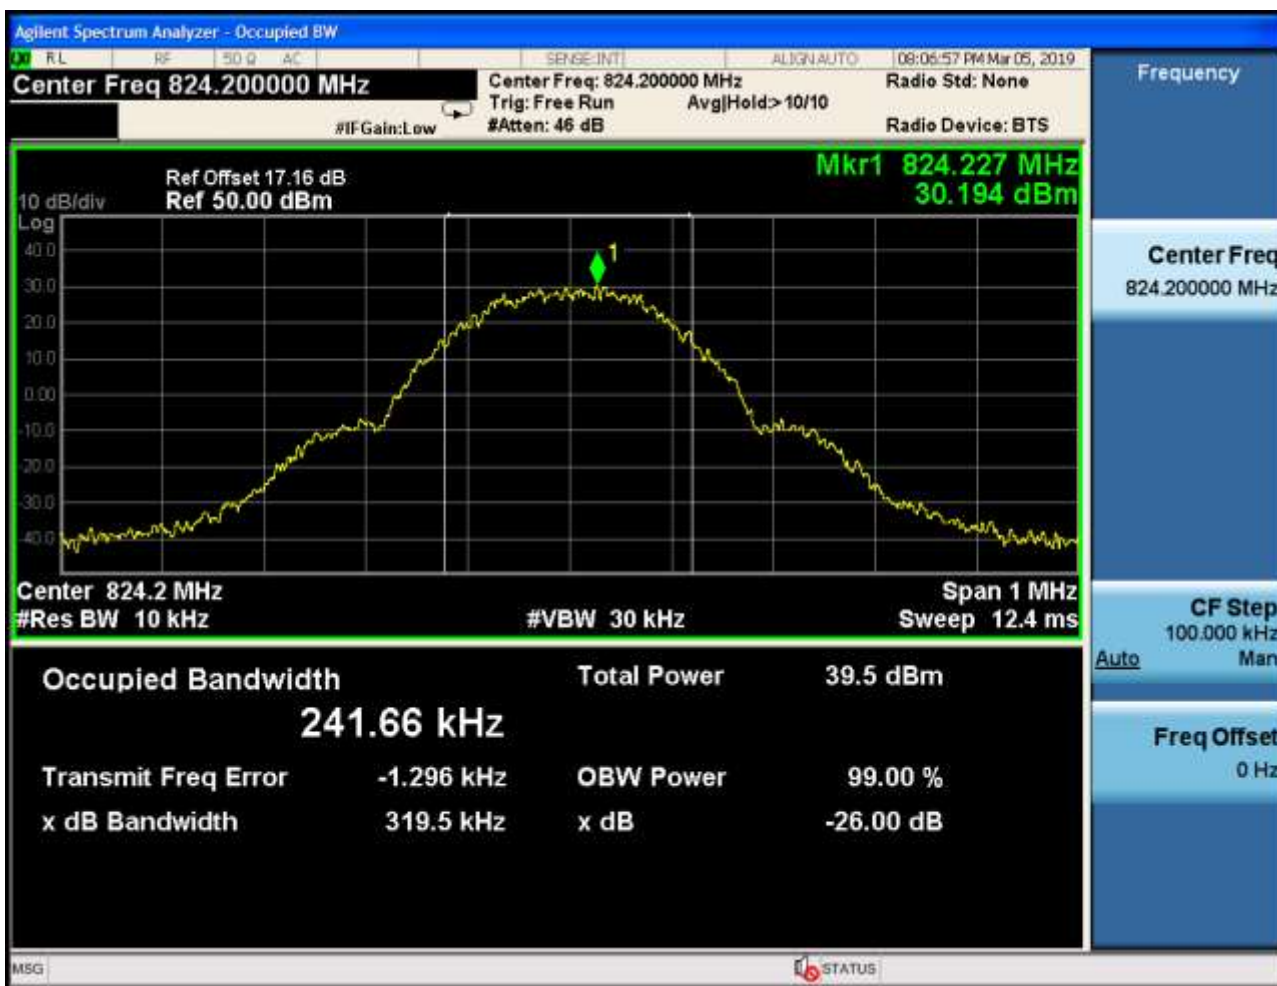 Agilent Spectrum Analyzer - Occupied BW
LXI RL RF 50 Ω AC SENSE:INT ALIGN AUTO 08:06:57 PM Mar 05, 2019
Center Freq 824.200000 MHz
Center Freq: 824.200000 MHz
Radio Std: None
Trig: Free Run Avg|Hold:>10/10
#IFGain:Low
#Atten: 46 dB
Radio Device: BTS
Mkr1 824.227 MHz
30.194 dBm
Ref Offset 17.16 dB
10 dB/div Ref 50.00 dBm
Log
40.0
30.0
20.0
10.0
0.00
-10.0
-20.0
-30.0
-40.0
1
Center 824.2 MHz Span 1 MHz
#Res BW 10 kHz #VBW 30 kHz Sweep 12.4 ms
Occupied Bandwidth Total Power 39.5 dBm
241.66 kHz
Transmit Freq Error -1.296 kHz OBW Power 99.00 %
x dB Bandwidth 319.5 kHz x dB -26.00 dB
MSG STATUS
Frequency
Center Freq
824.200000 MHz
CF Step
100.000 kHz
Auto Man
Freq Offset
0 Hz